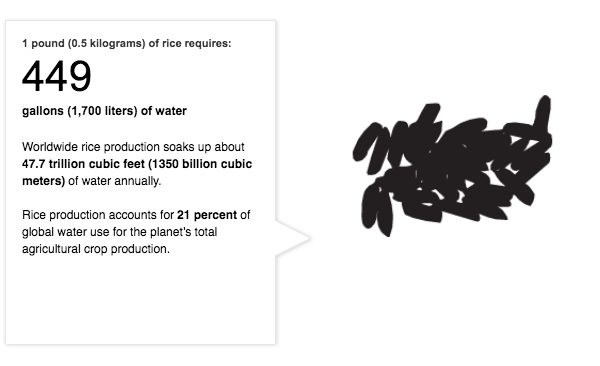 1 pound (0.5 kilograms) of rice requires:
449
gallons (1,700 liters) of water
Worldwide rice production soaks up about
47.7 trillion cubic feet (1350 billion cubic
meters) of water annually.
Rice production accounts for 21 percent of
global water use for the planet's total
agricultural crop production.